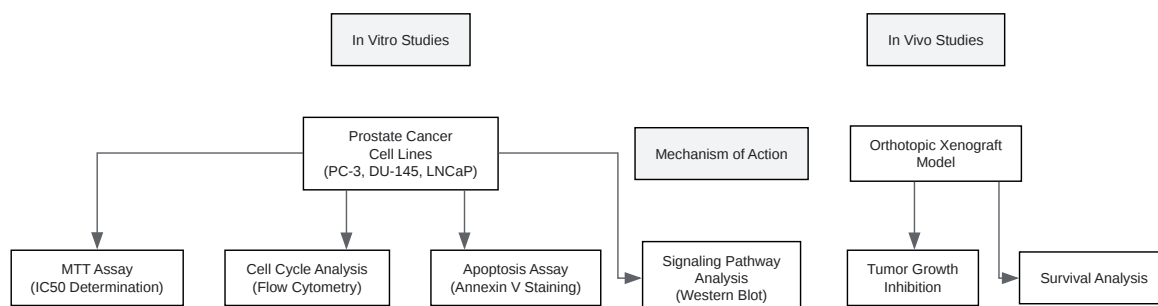 In Vitro Studies
In Vivo Studies
Prostate Cancer
Cell Lines
(PC-3, DU-145, LNCaP)
Mechanism of Action
Orthotopic Xenograft
Model
MTT Assay
(IC50 Determination)
Cell Cycle Analysis
(Flow Cytometry)
Apoptosis Assay
(Annexin V Staining)
Signaling Pathway
Analysis
(Western Blot)
Tumor Growth
Inhibition
Survival Analysis